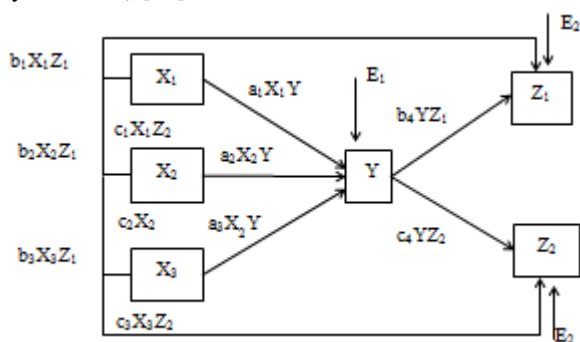 E₂
b₁X₁Z₁
X₁
a₁X₁Y
E₁
Z₁
c₁X₁Z₂
b₄YZ₁
b₂X₂Z₁
X₂
a₂X₂Y
Y
c₂X₂
a₃X₂Y
c₄YZ₂
b₃X₃Z₁
X₃
Z₂
c₃X₃Z₂
E₂